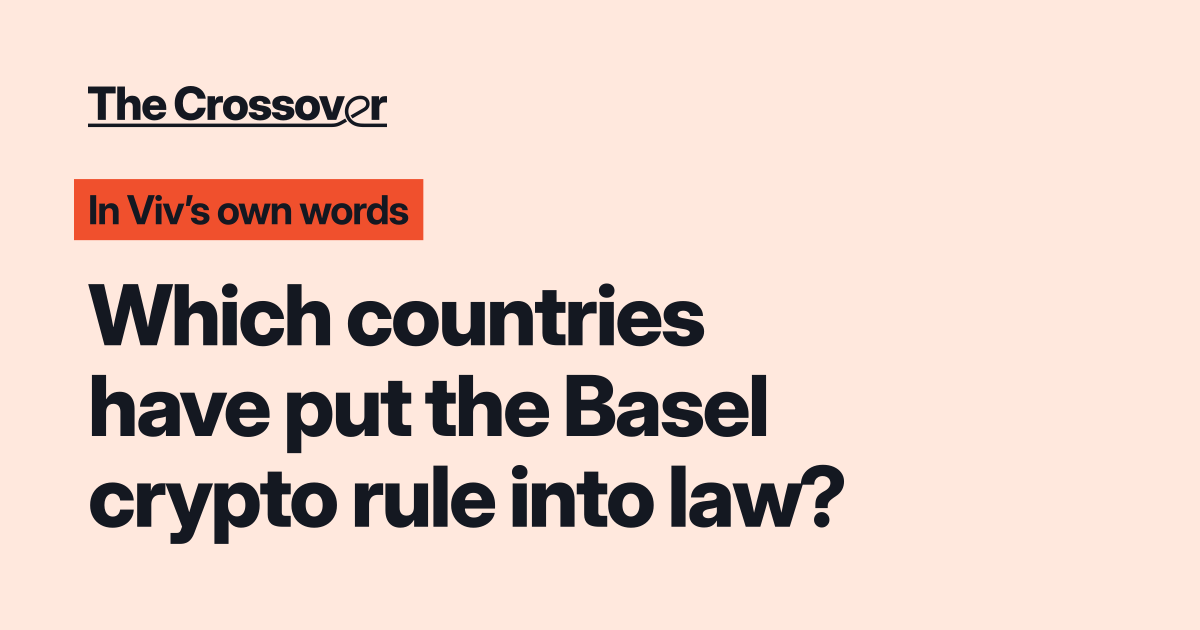 The Crossover
In Viv’s own words
Which countries
have put the Basel
crypto rule into law?